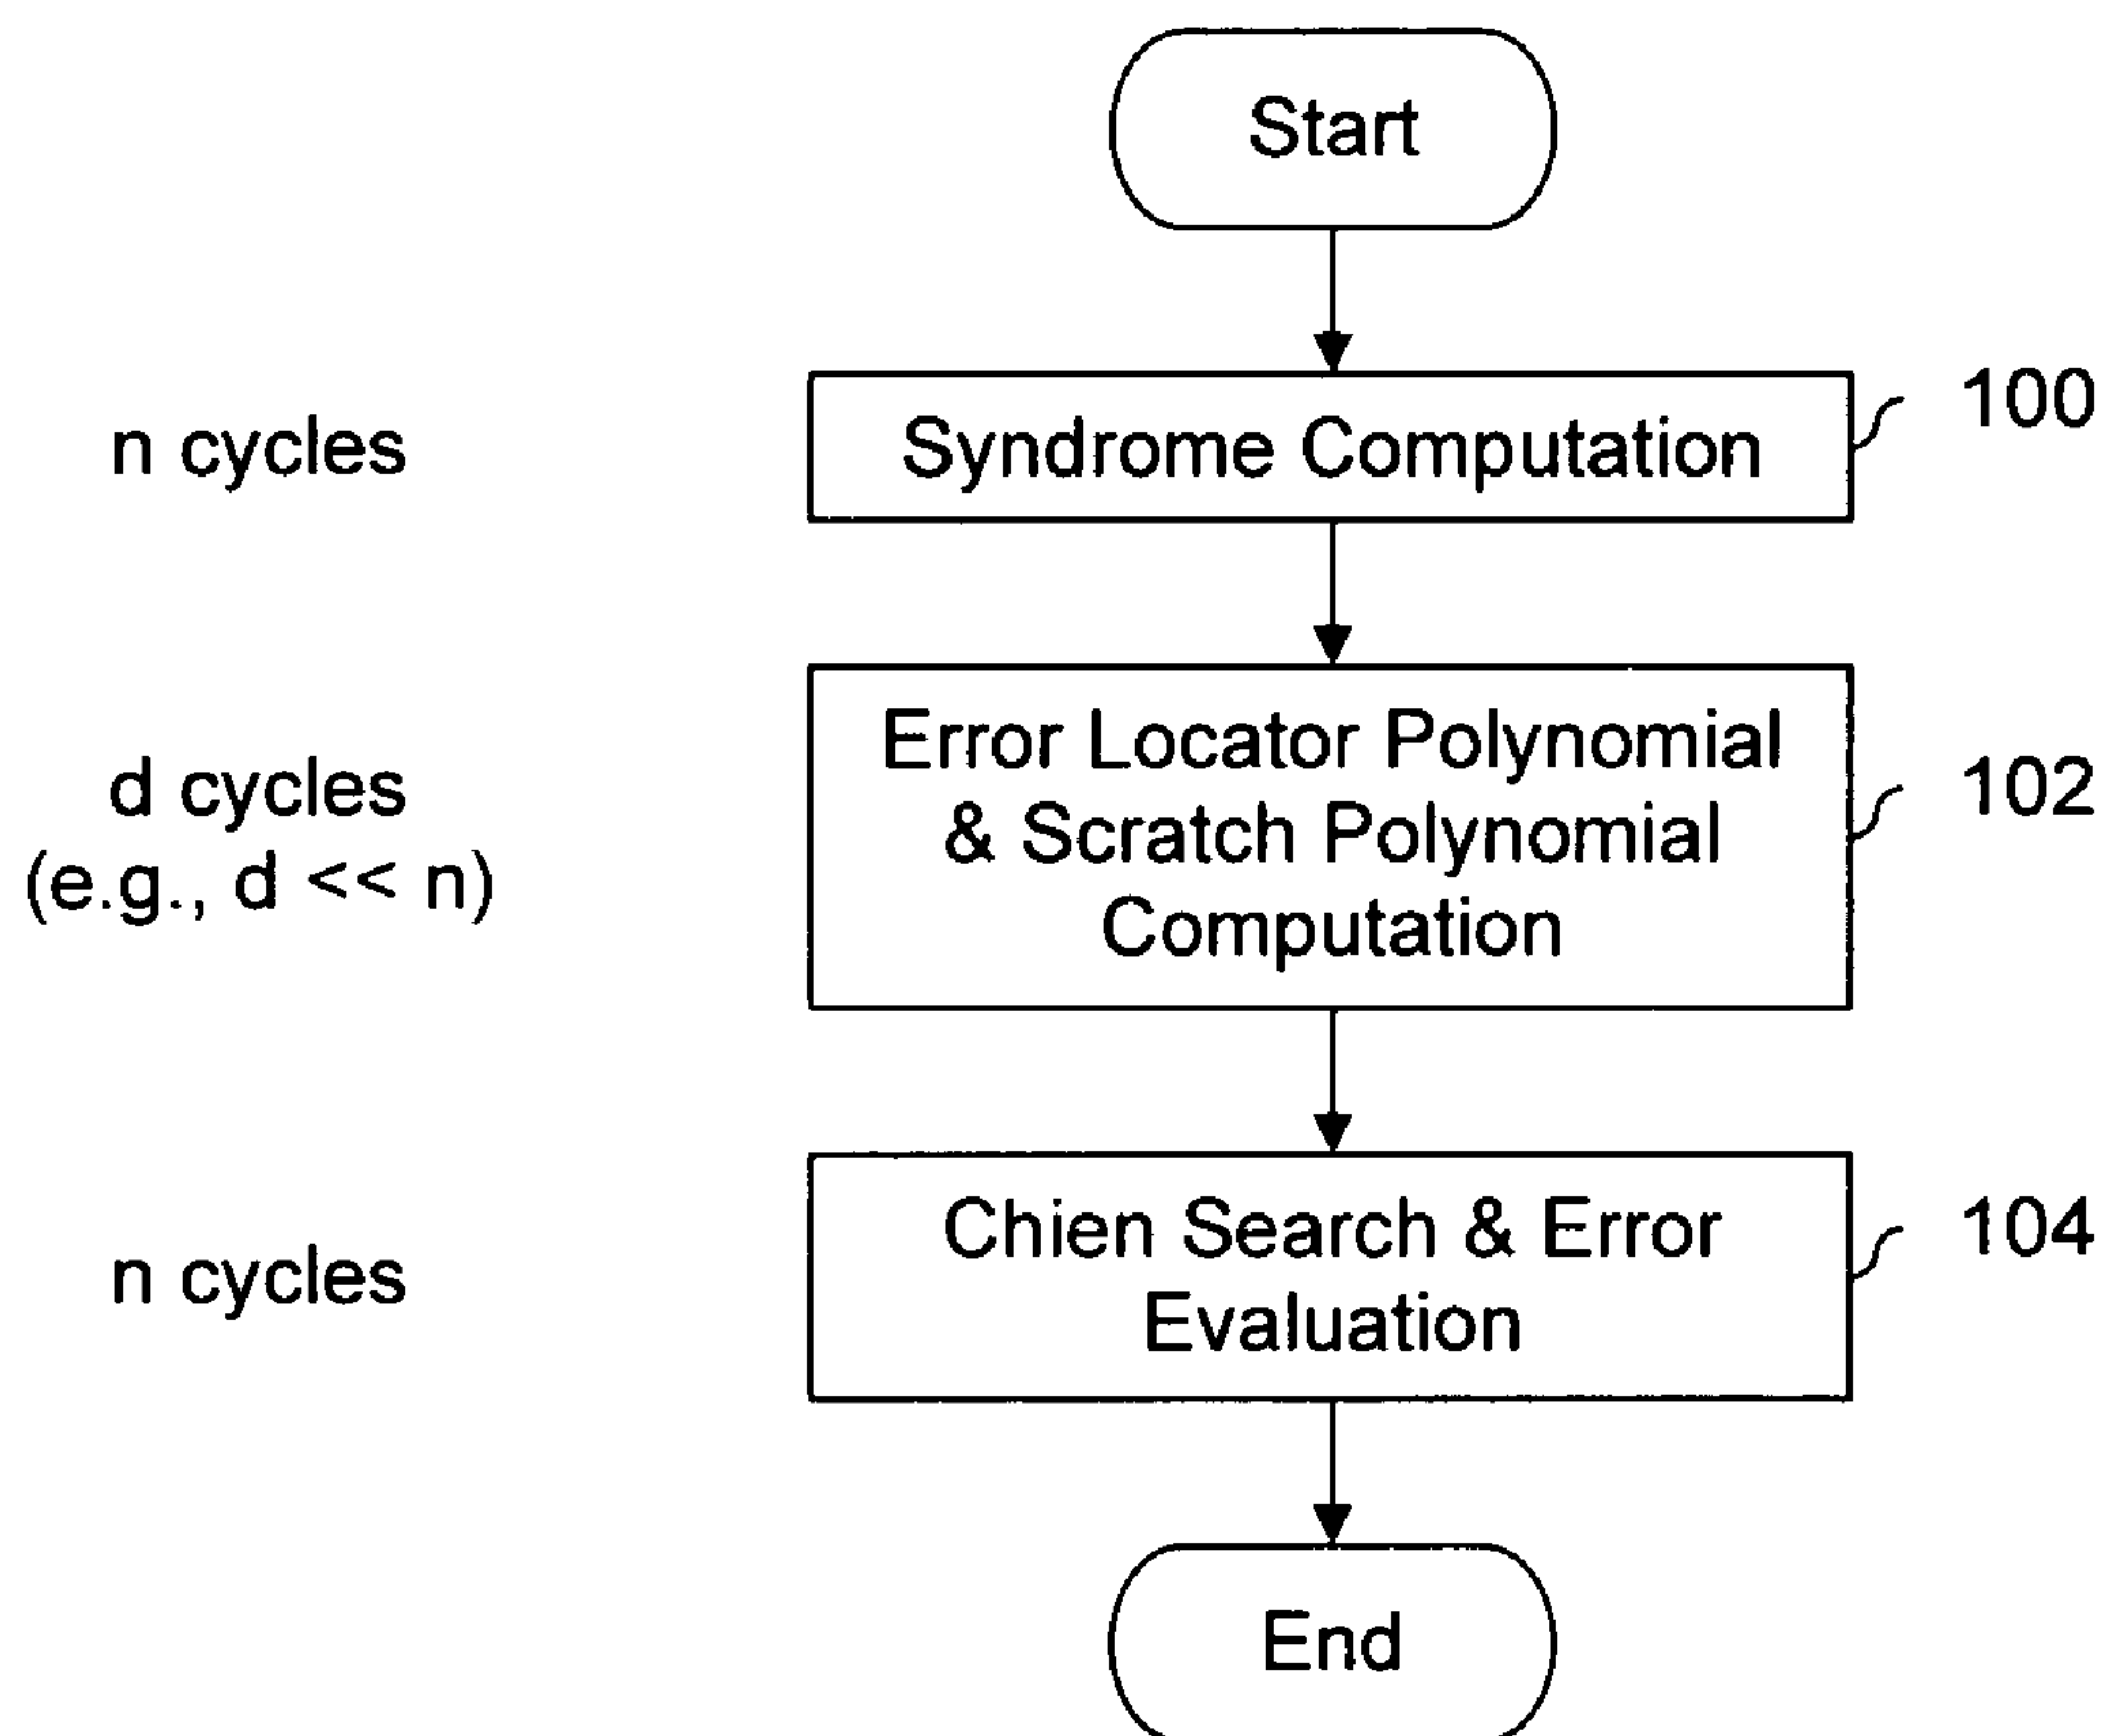 Start
n cycles
Syndrome Computation
100
d cycles
(e.g., d << n)
Error Locator Polynomial
& Scratch Polynomial
Computation
102
n cycles
Chien Search & Error
Evaluation
104
End